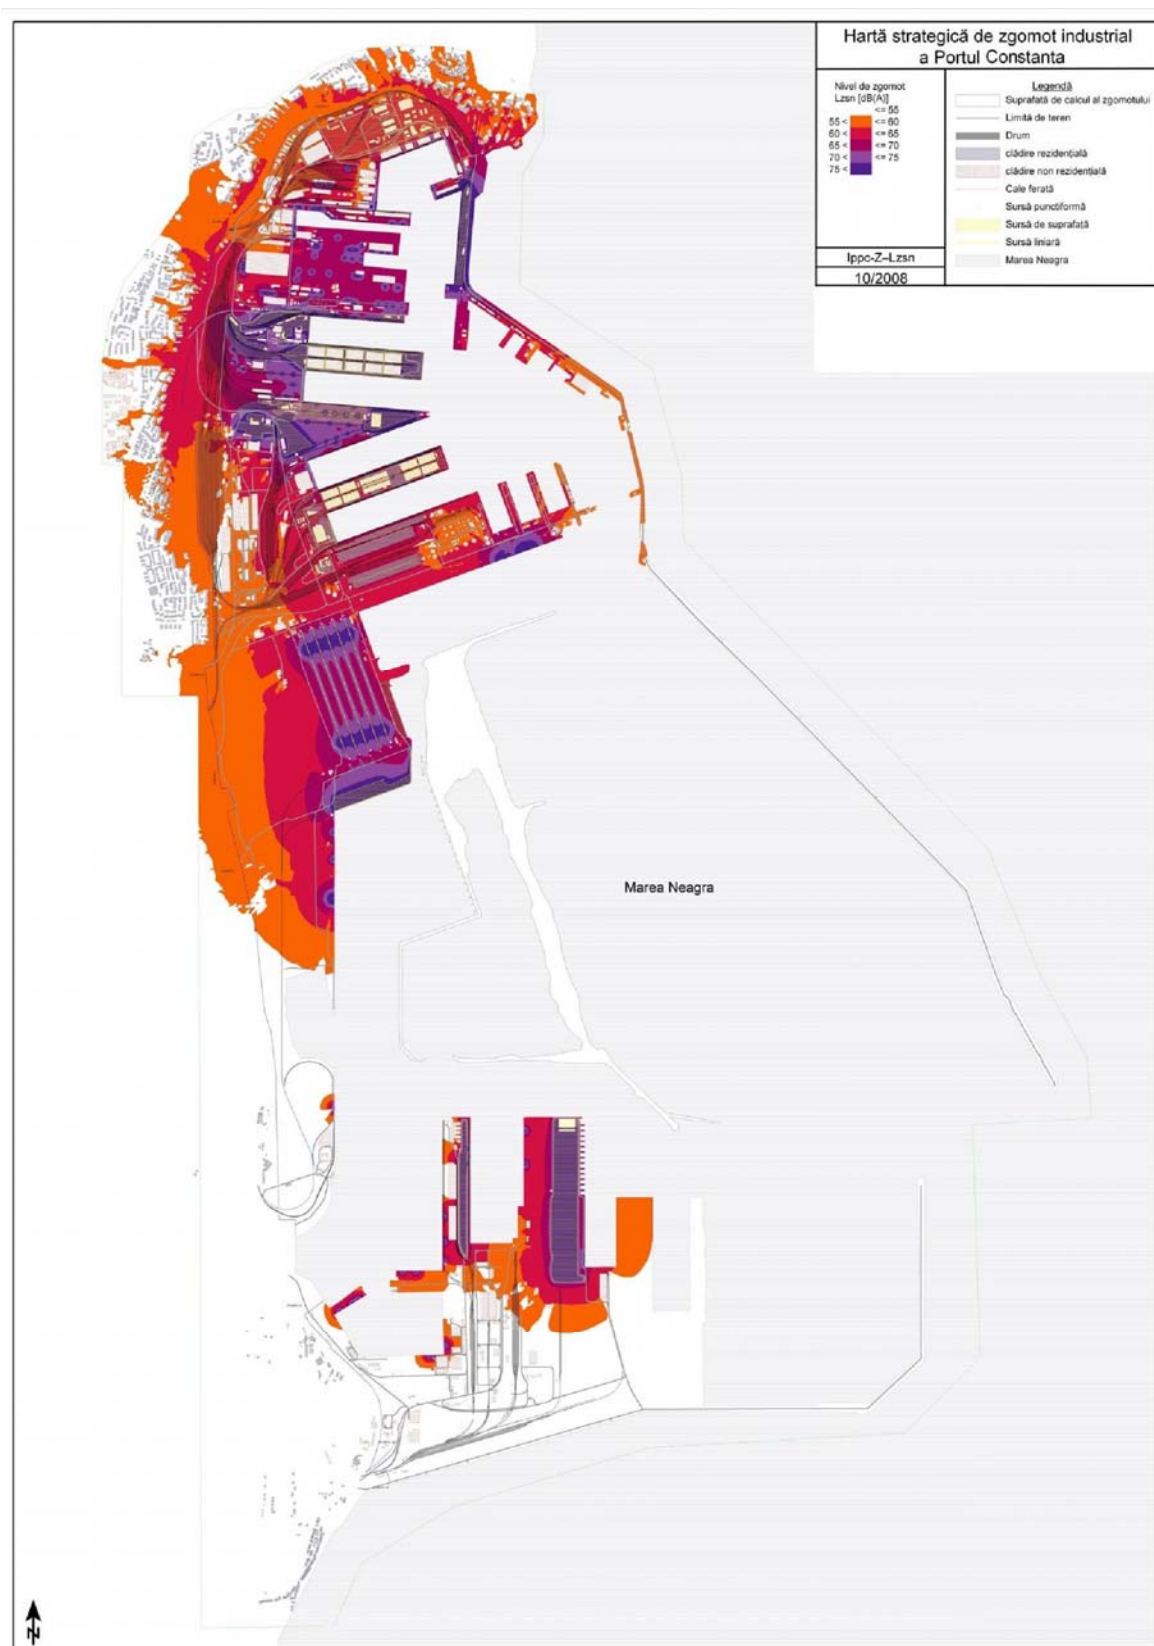 Hartă strategică de zgomot industrial
a Portul Constanta
Nivel de zgomot
Lzsn [dB(A)]
<= 55
55 < <= 60
60 < <= 65
65 < <= 70
70 < <= 75
75 <
Ippc-Z–Lzsn
10/2008
Legendă
Suprafată de calcul al zgomotului
Limită de teren
Drum
clădire rezidențială
clădire non rezidențială
Cale ferată
Sursă punctiformă
Sursă de suprafață
Sursă liniară
Marea Neagra
Marea Neagra
N